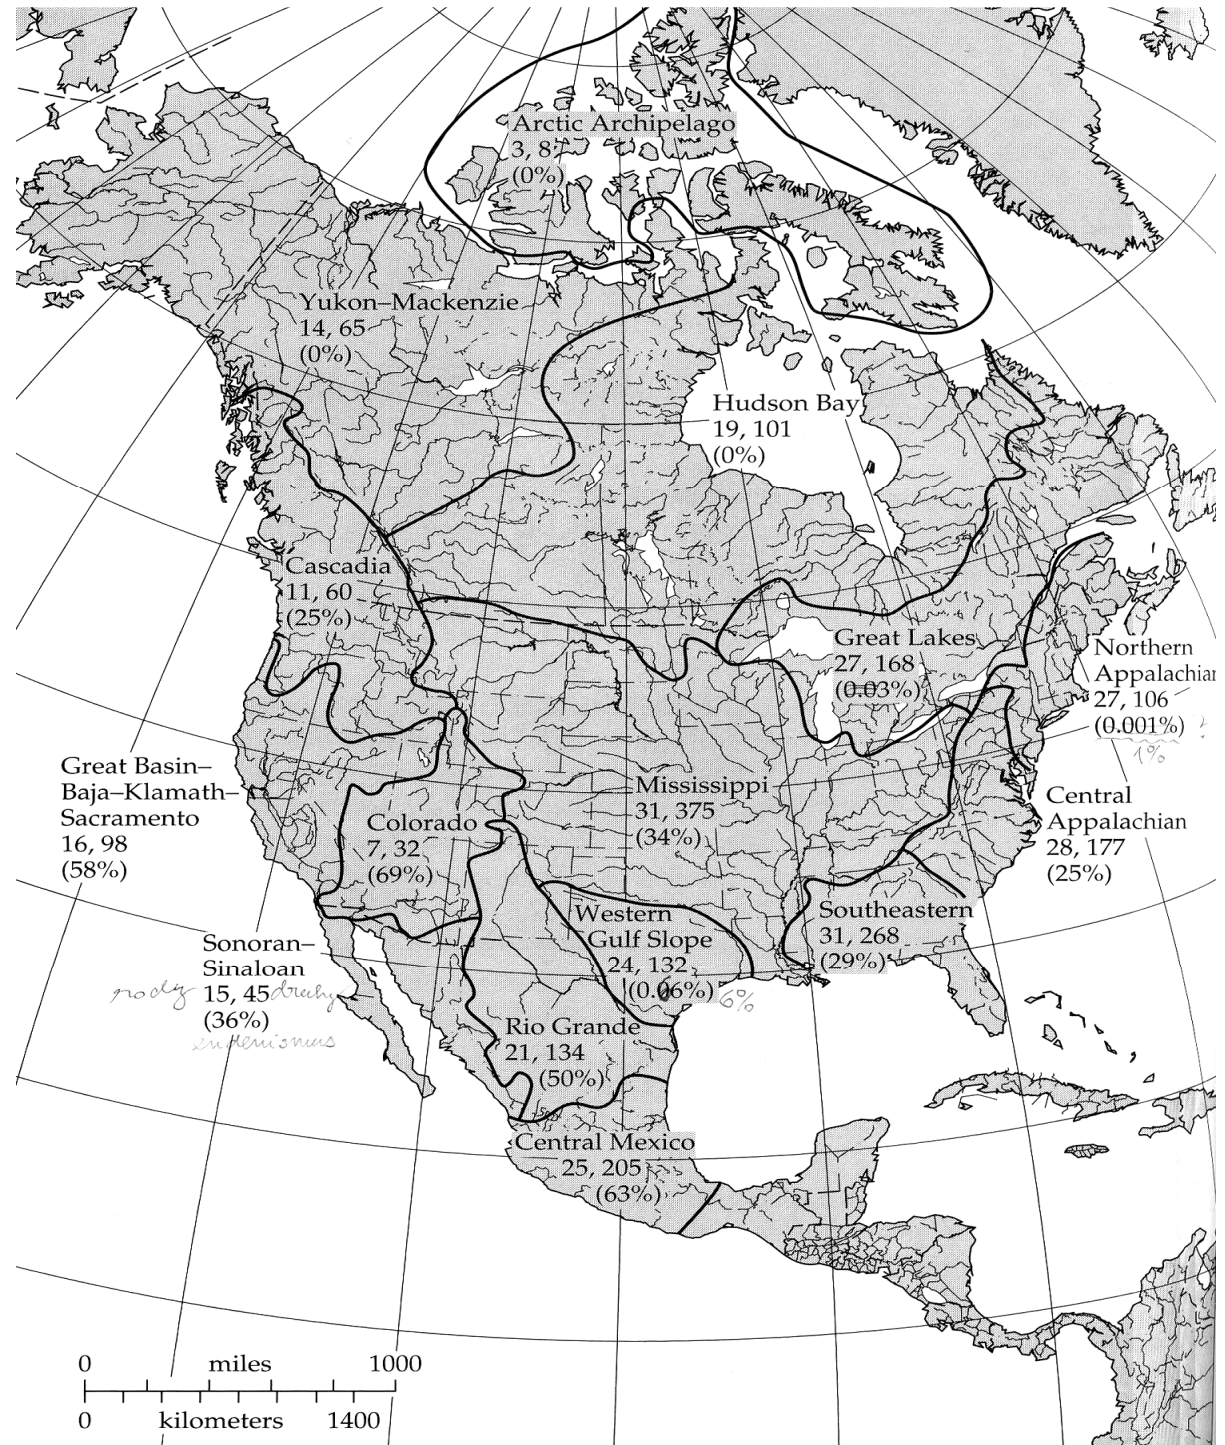 Arctic Archipelago
3, 8
(0%)
Yukon–Mackenzie
14, 65
(0%)
Hudson Bay
19, 101
(0%)
Cascadia
11, 60
(25%)
Great Lakes
27, 168
(0.03%)
Northern
Appalachian
27, 106
(0.001%)
1%
Great Basin–
Baja–Klamath–
Sacramento
16, 98
(58%)
Mississippi
31, 375
(34%)
Central
Appalachian
28, 177
(25%)
Colorado
7, 32
(69%)
Western
Gulf Slope
24, 132
(0.06%) 6%
Southeastern
31, 268
(29%)
Sonoran–
Sinaloan
rody 15, 45 druhy
(36%)
endemismus
Rio Grande
21, 134
(50%)
Central Mexico
25, 205
(63%)
0 miles 1000
0 kilometers 1400